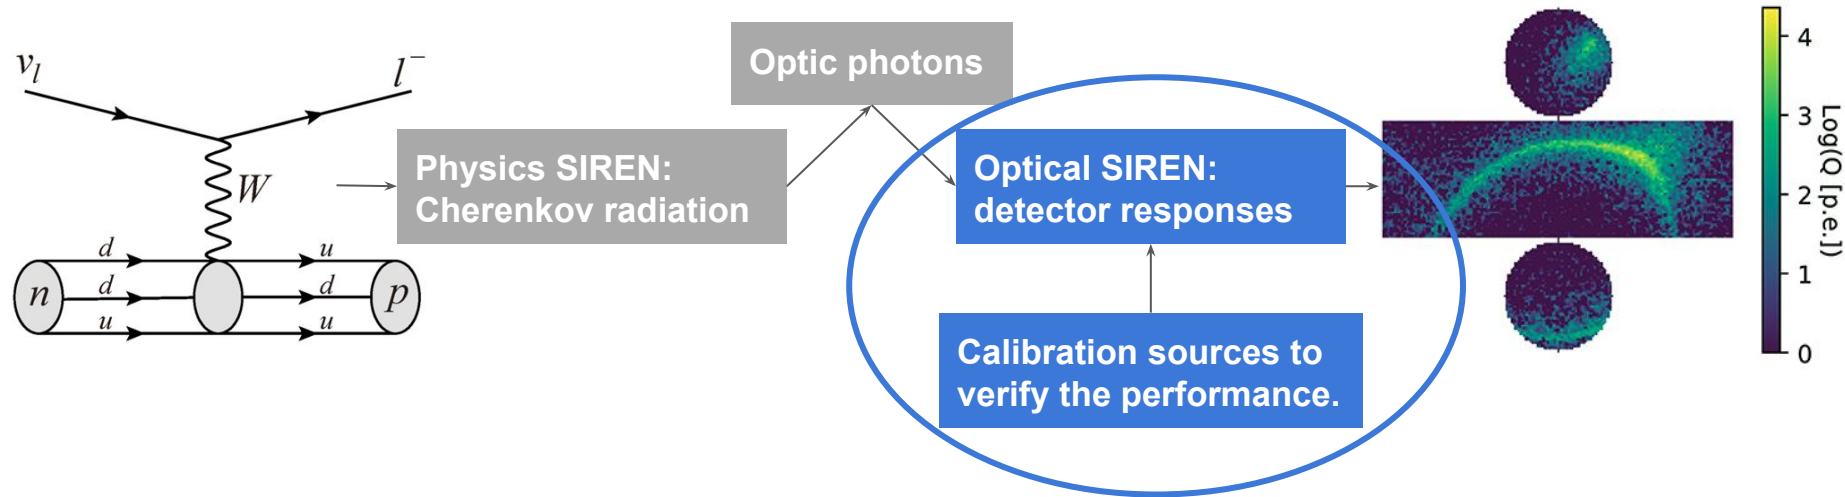 νl
l−
W
n
d
d
u
u
d
u
p
Physics SIREN:
Cherenkov radiation
Optic photons
Optical SIREN:
detector responses
Calibration sources to
verify the performance.
4
3
2
1
0
Log(Q [p.e.])